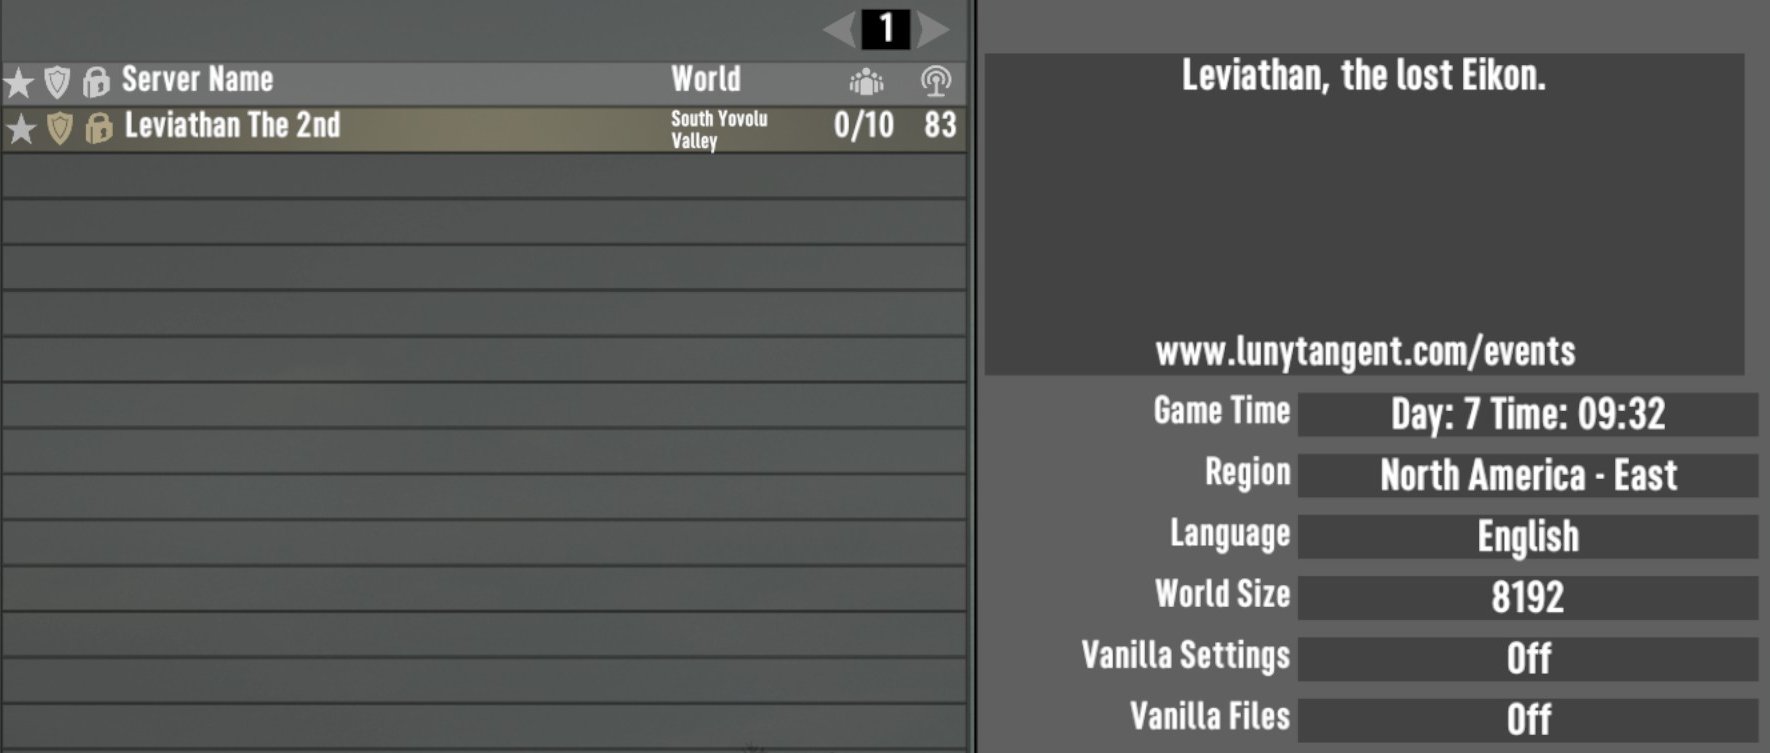 1
Server Name World
Leviathan The 2nd South Yovolu Valley 0/10 83
Leviathan, the lost Eikon.
www.lunytangent.com/events
Game Time Day: 7 Time: 09:32
Region North America - East
Language English
World Size 8192
Vanilla Settings Off
Vanilla Files Off